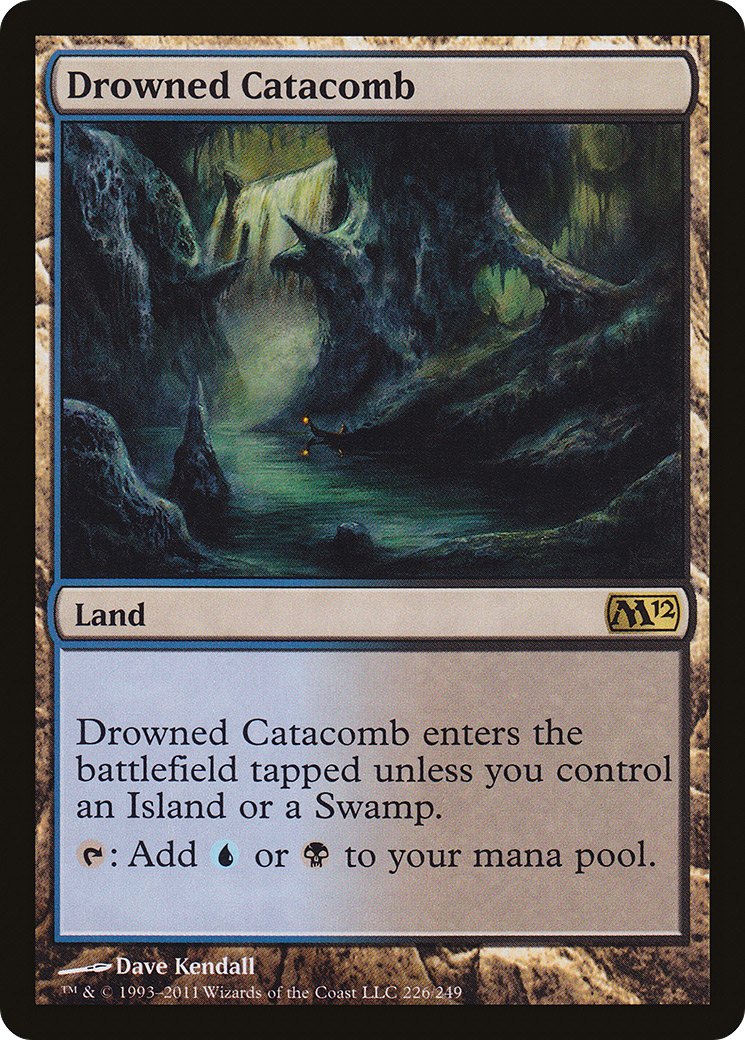 Drowned Catacomb
Land
M12
Drowned Catacomb enters the
battlefield tapped unless you control
an Island or a Swamp.
: Add or to your mana pool.
Dave Kendall
™ & © 1993–2011 Wizards of the Coast LLC 226/249